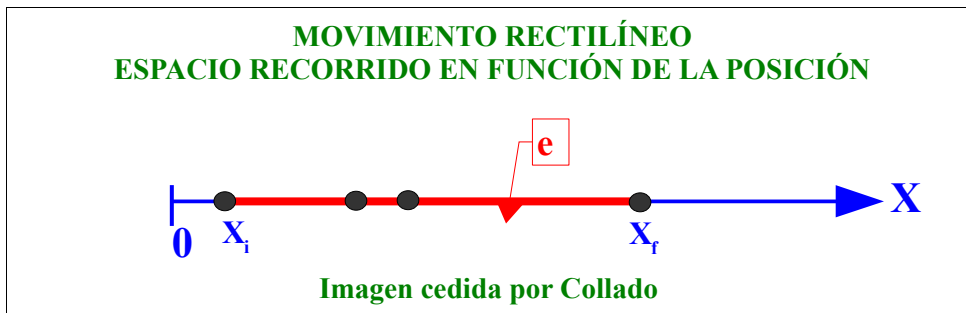 MOVIMIENTO RECTILÍNEO
ESPACIO RECORRIDO EN FUNCIÓN DE LA POSICIÓN
e
X
0
Xi
Xf
Imagen cedida por Collado